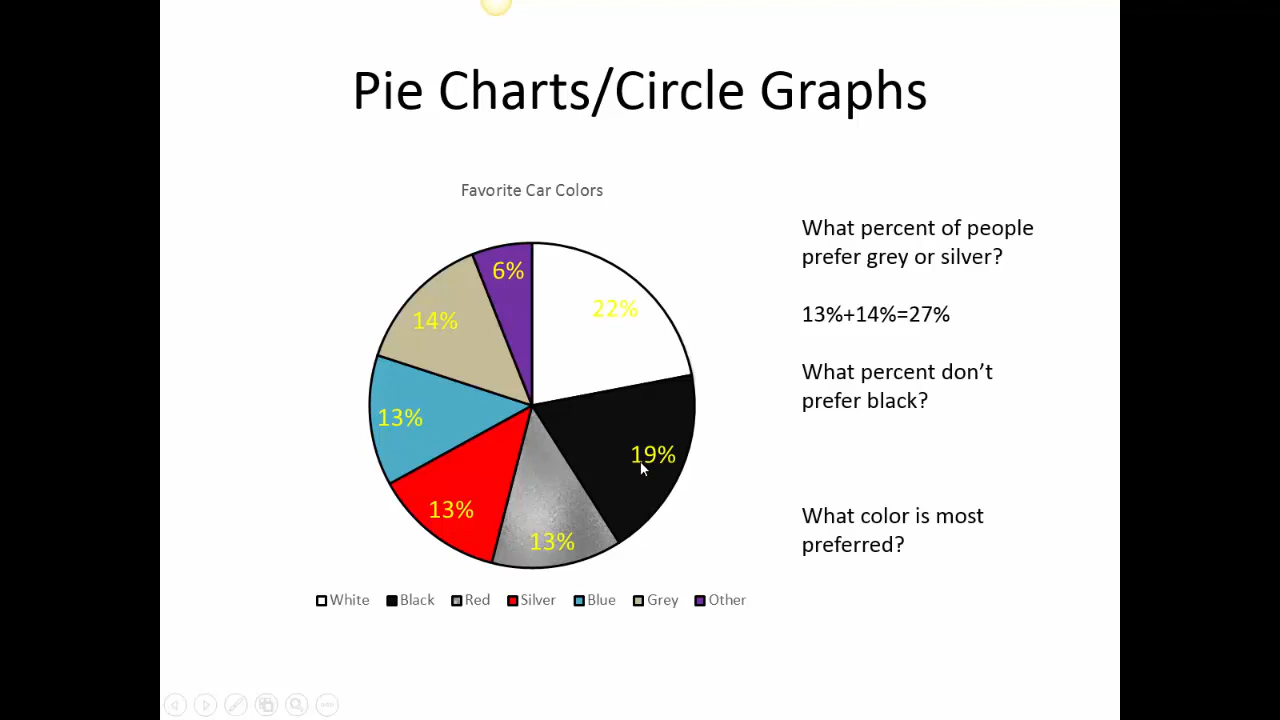 Pie Charts/Circle Graphs
Favorite Car Colors
What percent of people
prefer grey or silver?
13%+14%=27%
What percent don't
prefer black?
What color is most
preferred?
6%
22%
14%
13%
19%
13%
13%
White Black Red Silver Blue Grey Other